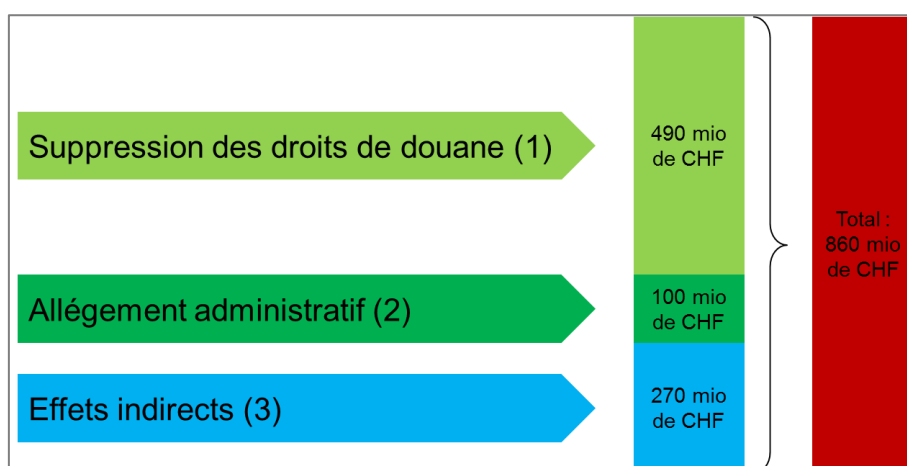 Suppression des droits de douane (1)
490 mio
de CHF
Allégement administratif (2)
100 mio
de CHF
Effets indirects (3)
270 mio
de CHF
Total :
860 mio
de CHF